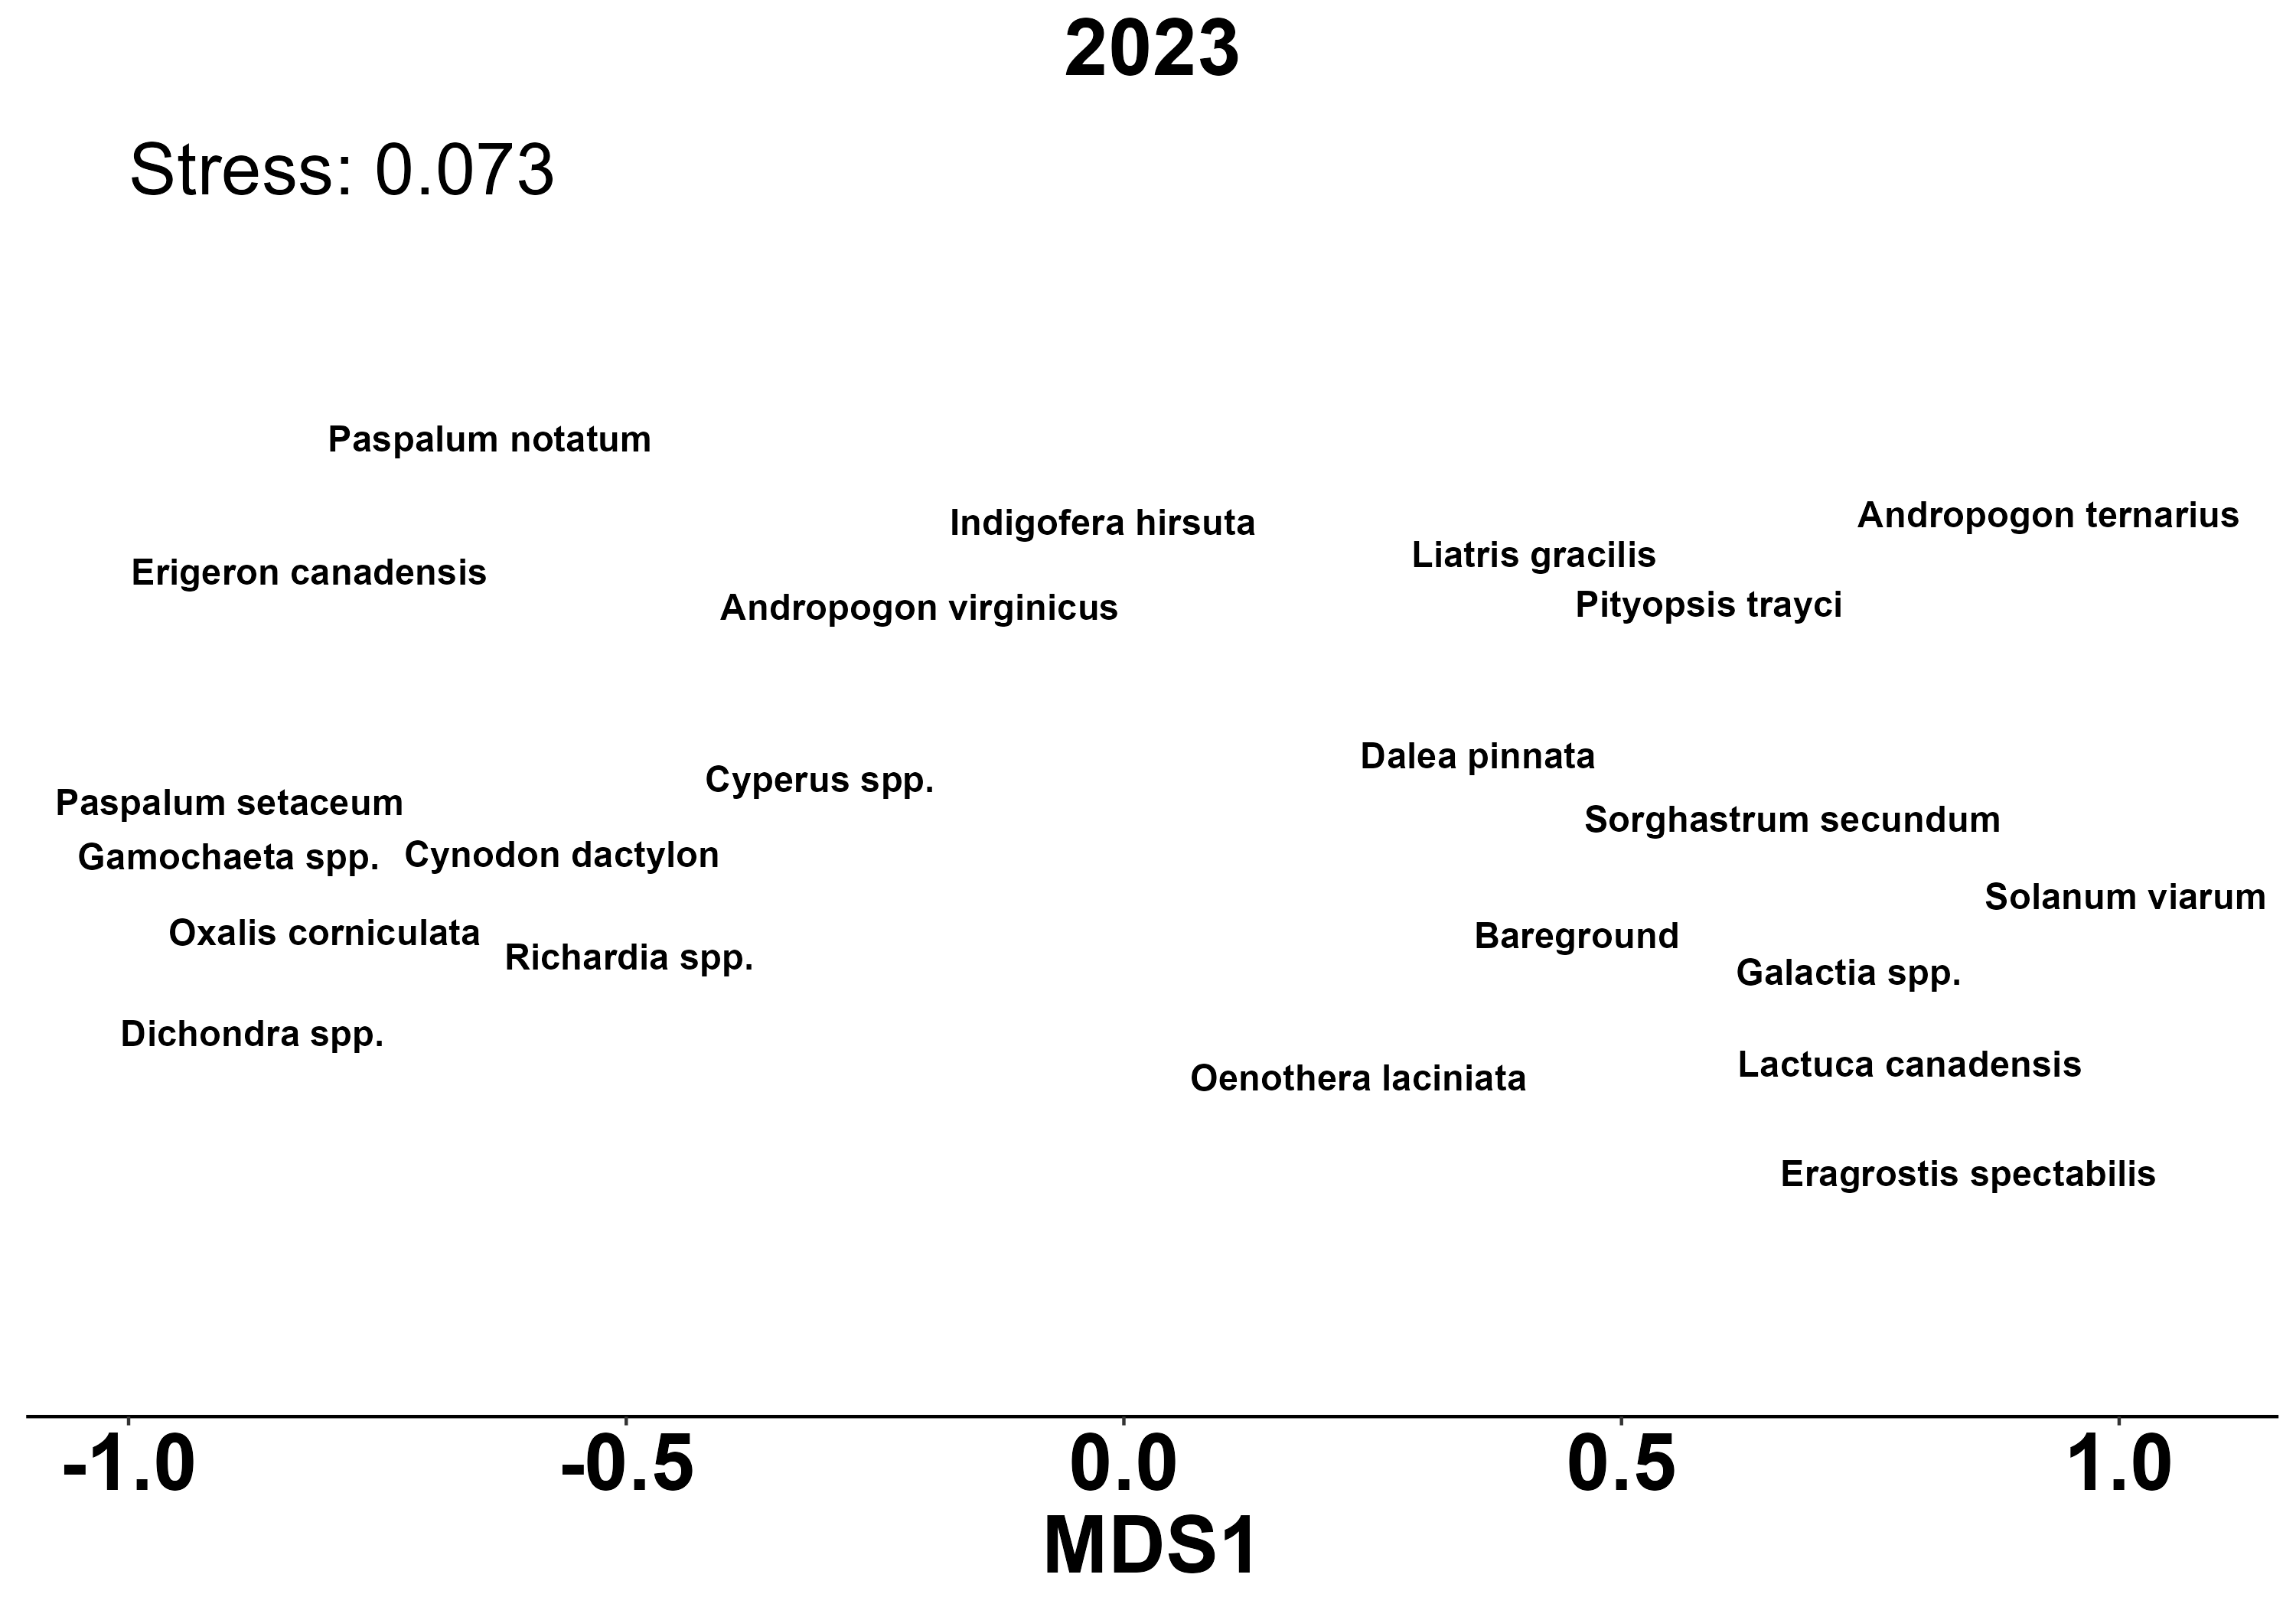 2023
Stress: 0.073
Paspalum notatum
Andropogon ternarius
Indigofera hirsuta
Liatris gracilis
Erigeron canadensis
Pityopsis trayci
Andropogon virginicus
Dalea pinnata
Cyperus spp.
Paspalum setaceum
Sorghastrum secundum
Cynodon dactylon
Gamochaeta spp.
Solanum viarum
Oxalis corniculata
Bareground
Richardia spp.
Galactia spp.
Dichondra spp.
Lactuca canadensis
Oenothera laciniata
Eragrostis spectabilis
-1.0 -0.5 0.0 0.5 1.0
MDS1